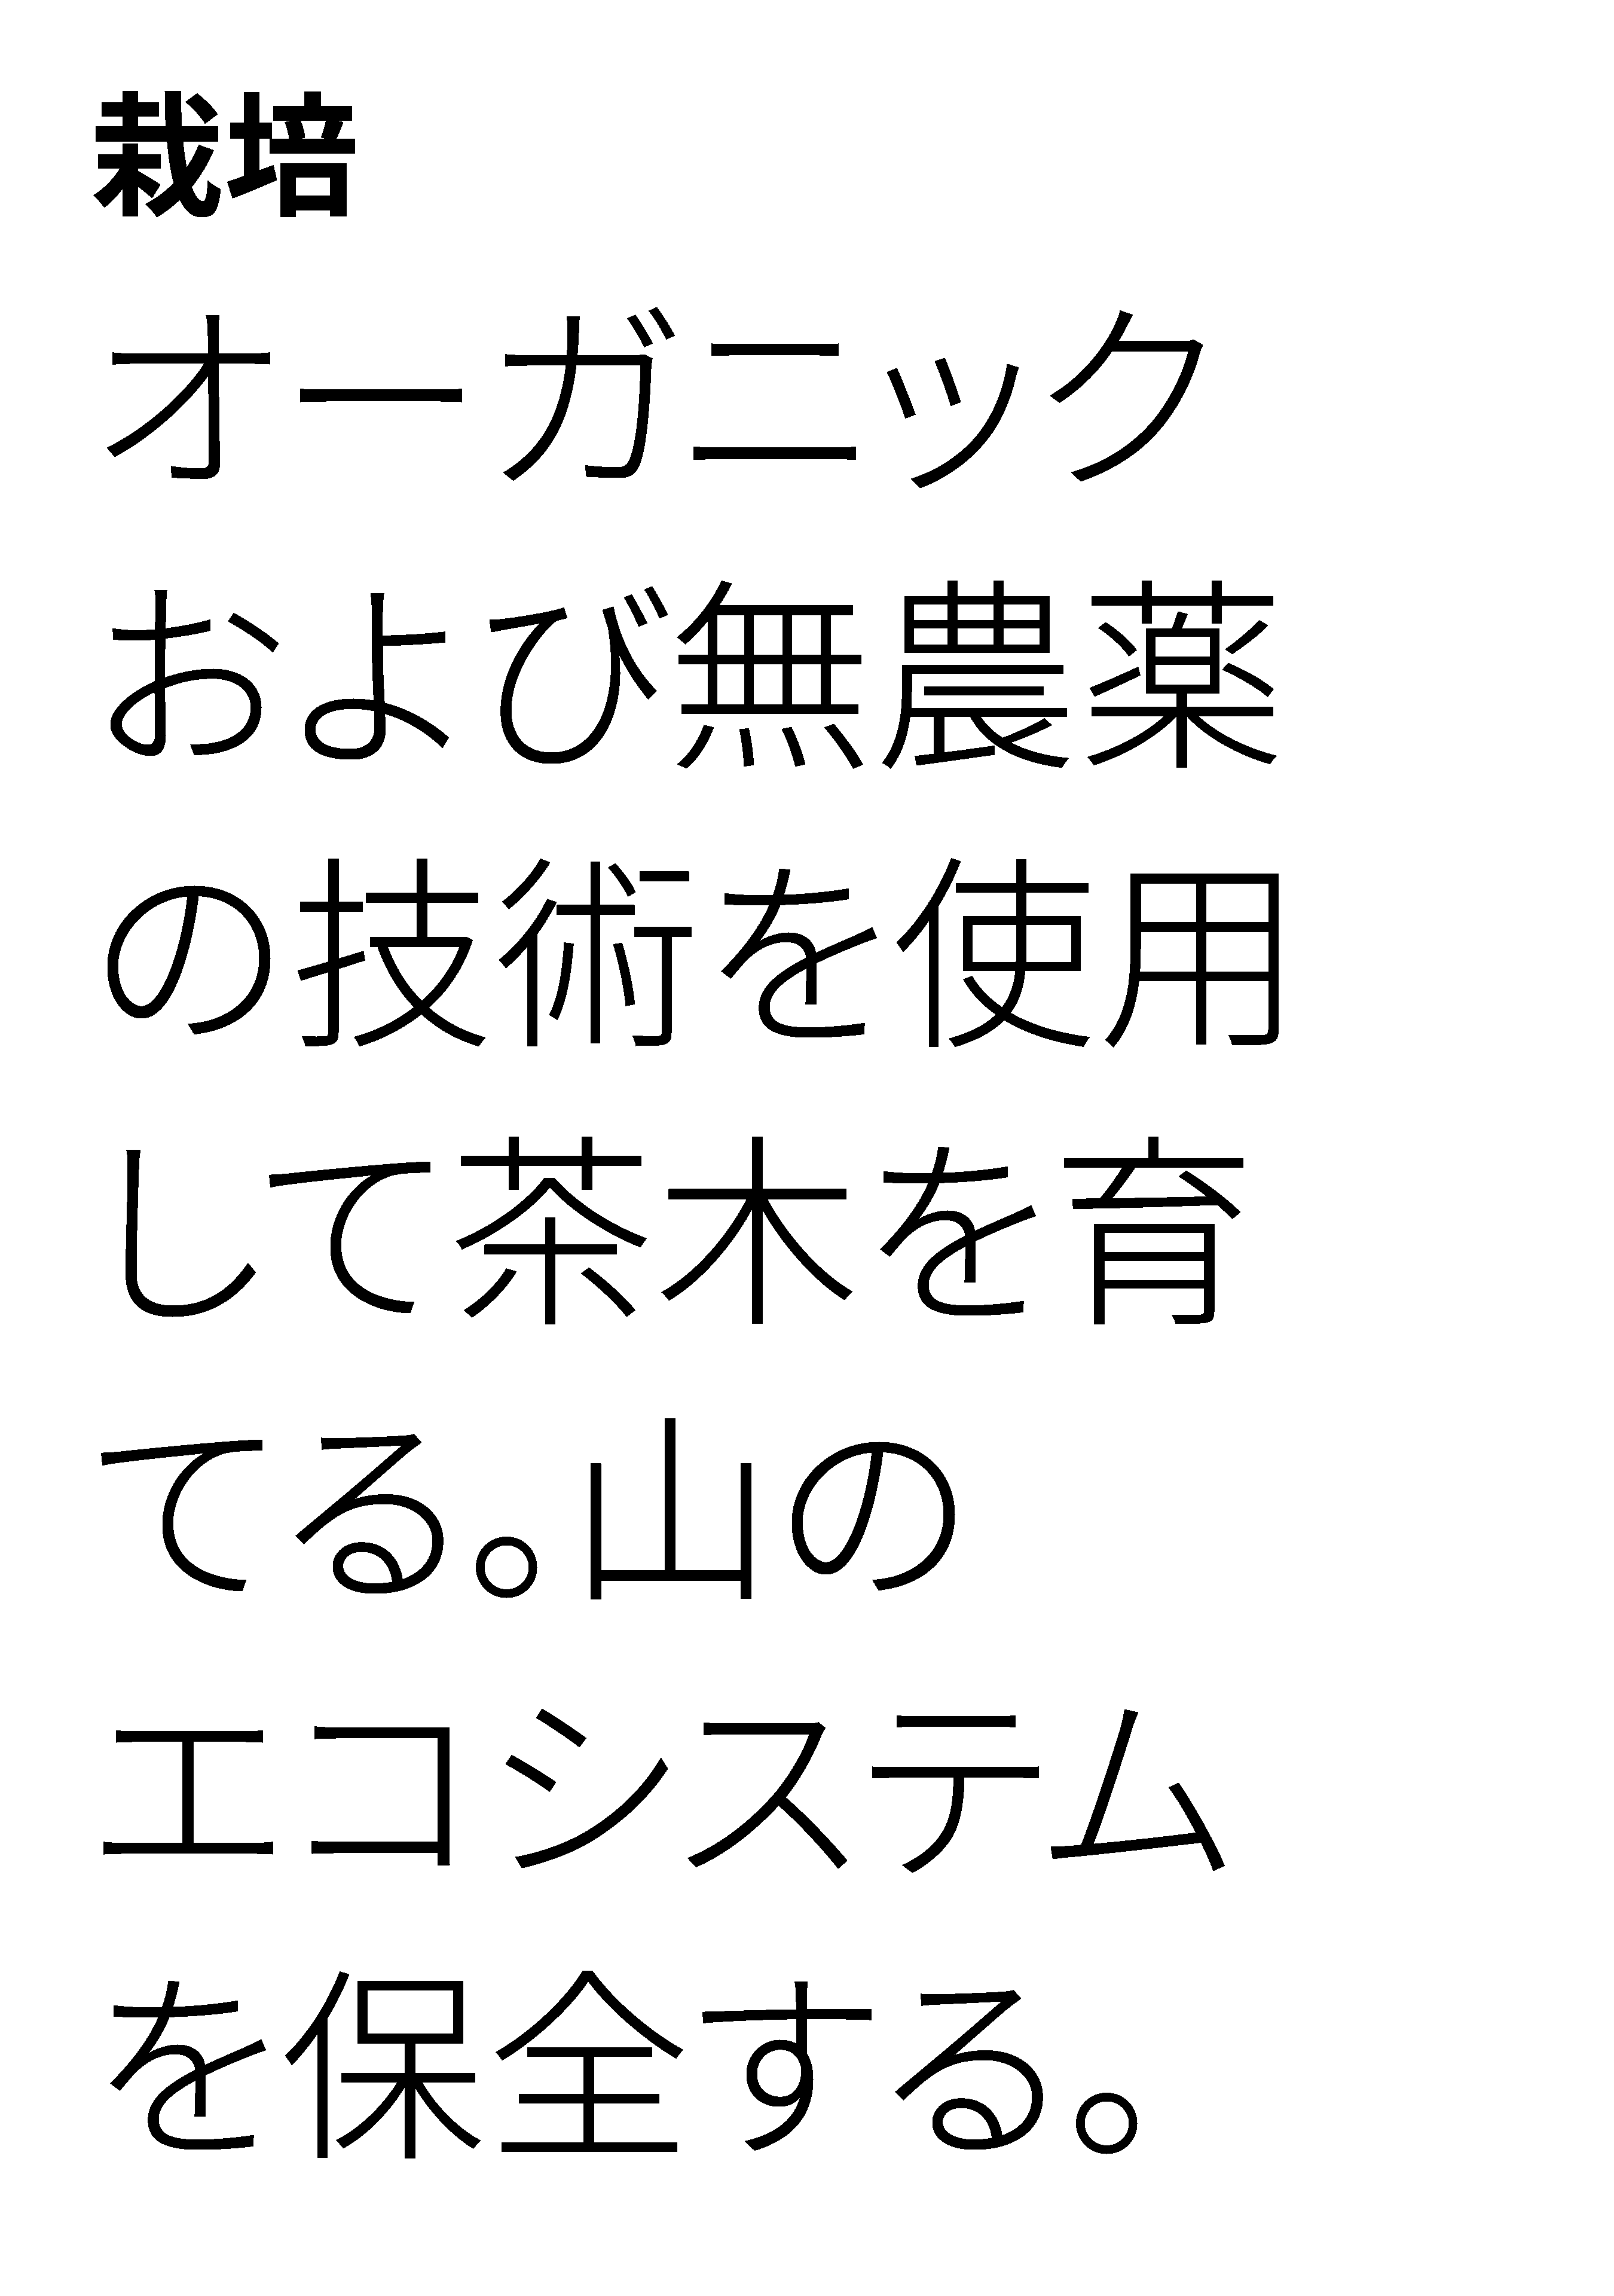 栽培
オーガニック
および無農薬
の技術を使用
して茶木を育
てる。山の
エコシステム
を保全する。